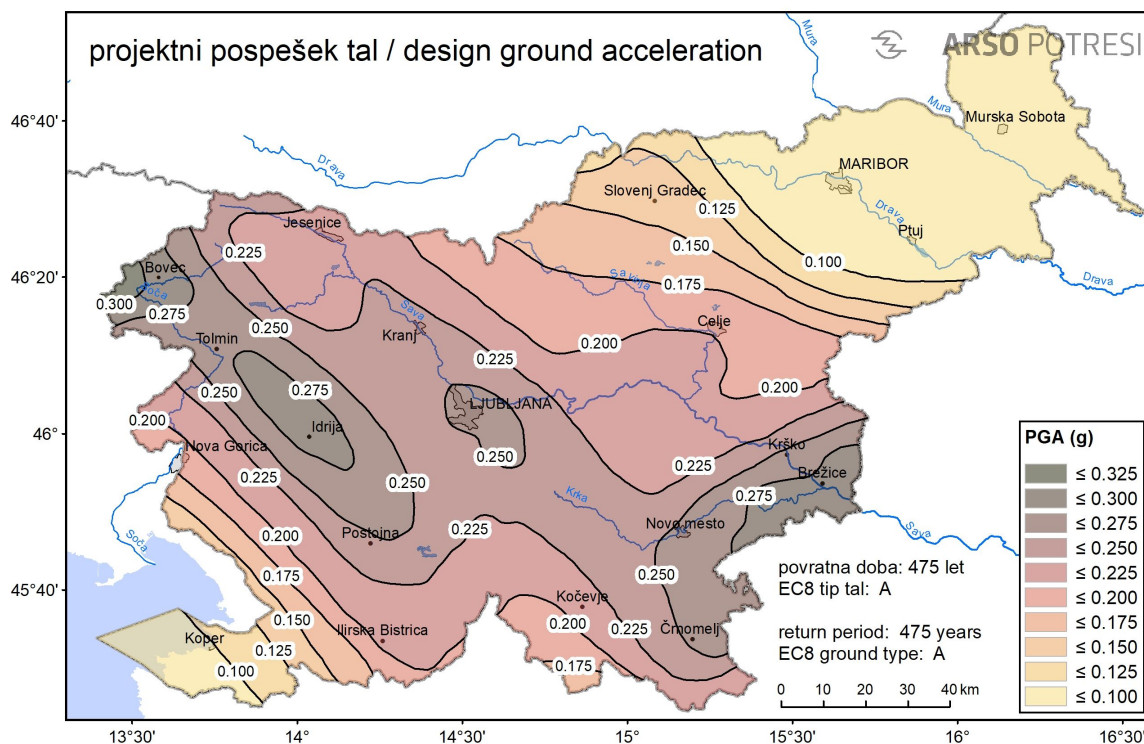 projektni pospešek tal / design ground acceleration
ARSO POTRESI
Mura
Mura
Murska Sobota
46°40'
Drava
Drava
MARIBOR
Slovenj Gradec
0.125
Drava
Ptuj
Jesenice
0.225
0.150
0.100
46°20'
Bovec
Savinja
0.175
Drava
0.300
Soča
0.275
Sava
0.250
Kranj
Celje
0.200
Tolmin
0.225
0.250
0.275
0.200
LJUBLJANA
0.200
Idrija
46°
Nova Gorica
0.250
Krško
0.225
0.225
Brežice
0.250
0.275
Krka
Soča
0.200
Postojna
0.225
Novo mesto
Sava
0.175
0.250
45°40'
0.150
Kočevje
Ilirska Bistrica
0.200
0.225
Črnomelj
Koper
0.125
0.100
0.175
povratna doba: 475 let
EC8 tip tal: A
return period: 475 years
EC8 ground type: A
0 10 20 30 40 km
PGA (g)
≤ 0.325
≤ 0.300
≤ 0.275
≤ 0.250
≤ 0.225
≤ 0.200
≤ 0.175
≤ 0.150
≤ 0.125
≤ 0.100
13°30' 14° 14°30' 15° 15°30' 16° 16°30'